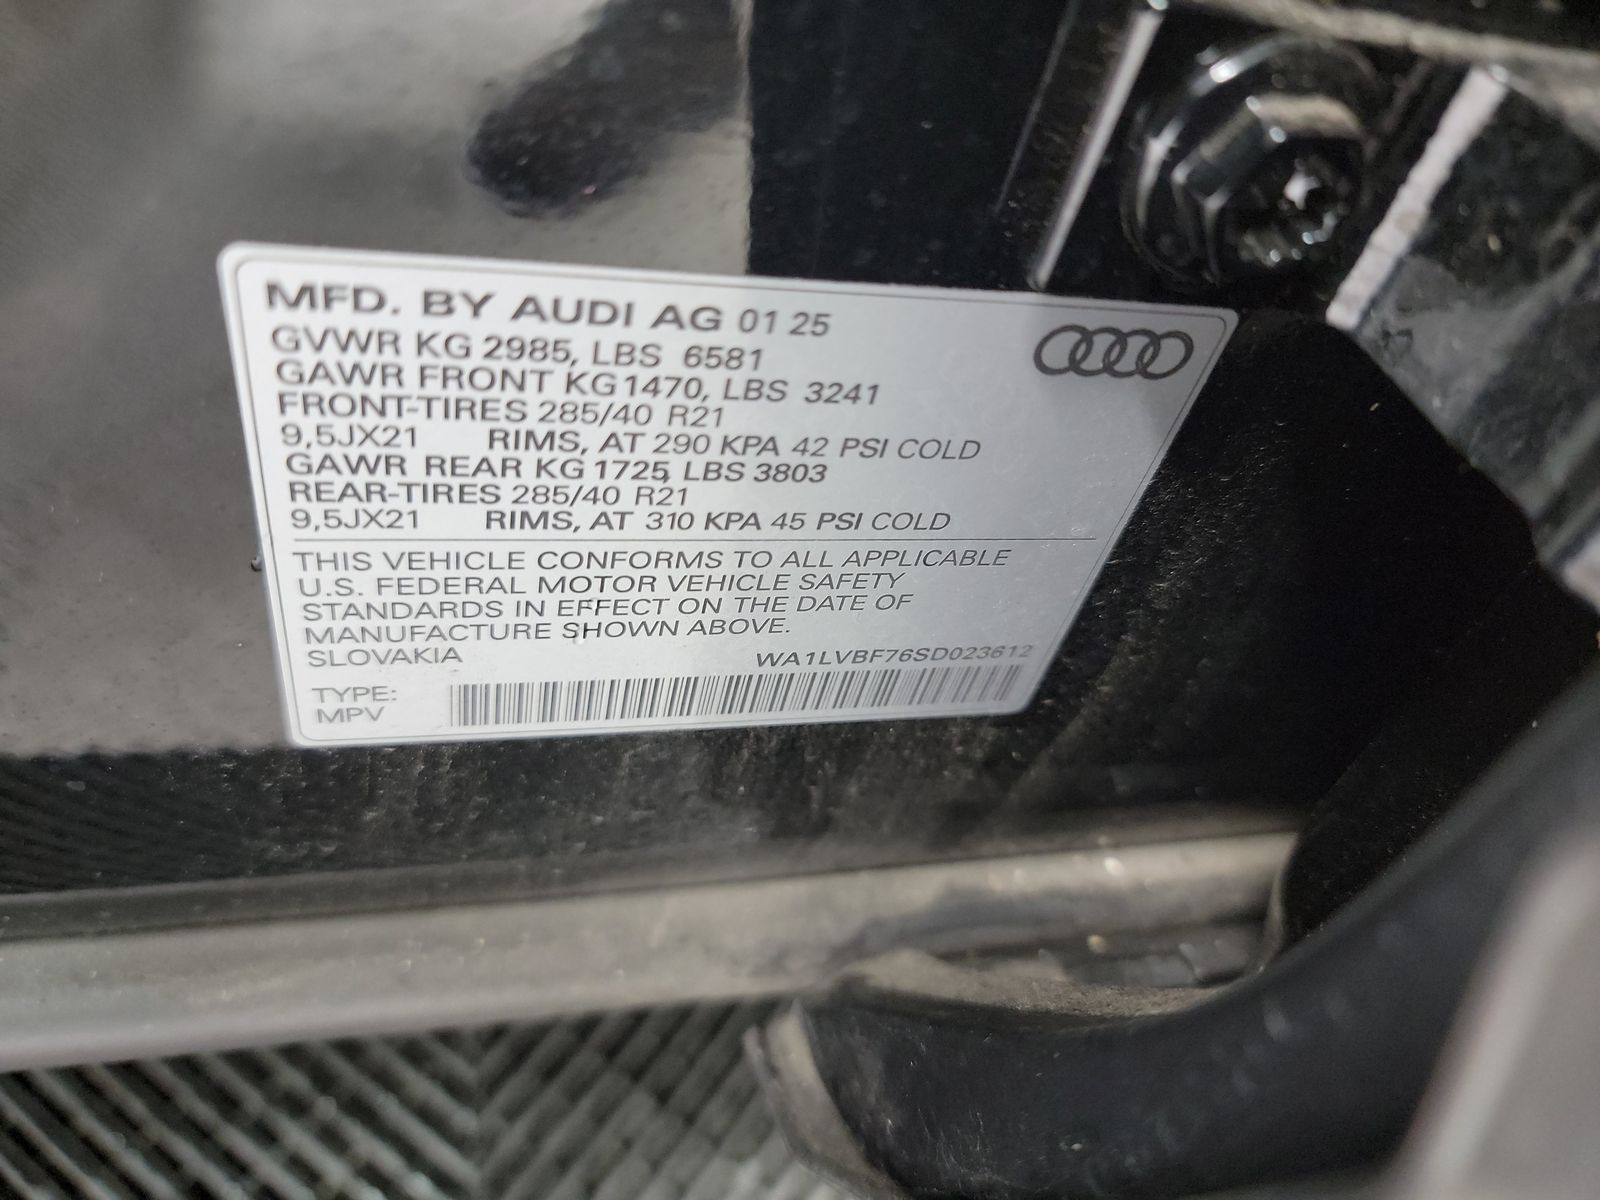 MFD. BY AUDI AG 01 25
GVWR KG 2985, LBS 6581
GAWR FRONT KG 1470, LBS 3241
FRONT-TIRES 285/40 R21
9,5JX21 RIMS, AT 290 KPA 42 PSI COLD
GAWR REAR KG 1725, LBS 3803
REAR-TIRES 285/40 R21
9,5JX21 RIMS, AT 310 KPA 45 PSI COLD
THIS VEHICLE CONFORMS TO ALL APPLICABLE
U.S. FEDERAL MOTOR VEHICLE SAFETY
STANDARDS IN EFFECT ON THE DATE OF
MANUFACTURE SHOWN ABOVE.
SLOVAKIA WA1LVBF76SD023612
TYPE:
MPV